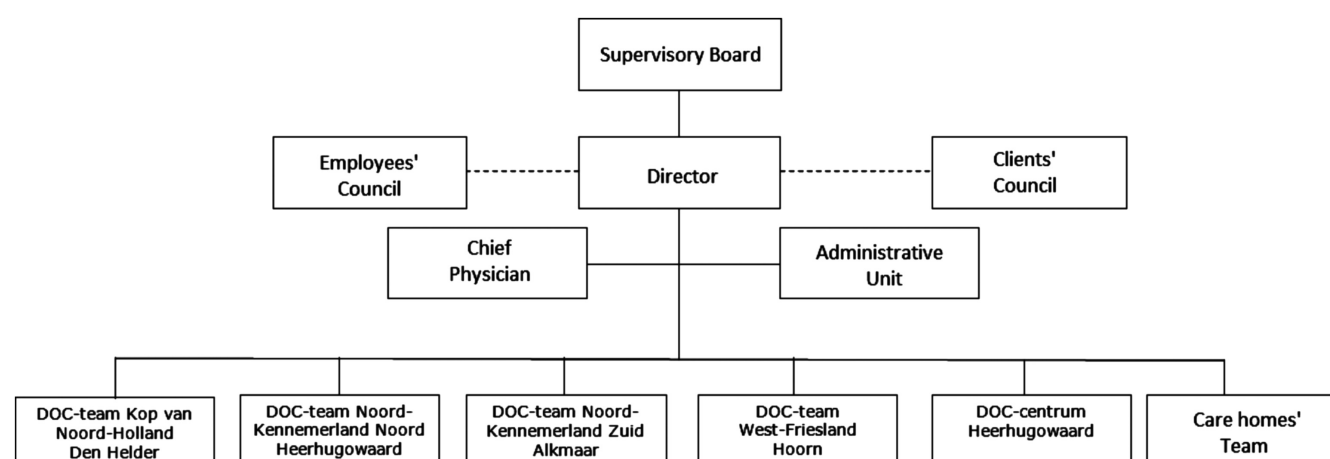 Supervisory Board
Employees'
Council
Director
Clients'
Council
Chief
Physician
Administrative
Unit
DOC-team Kop van
Noord-Holland
Den Helder
DOC-team Noord-
Kennemerland Noord
Heerhugowaard
DOC-team Noord-
Kennemerland Zuid
Alkmaar
DOC-team
West-Friesland
Hoorn
DOC-centrum
Heerhugowaard
Care homes'
Team